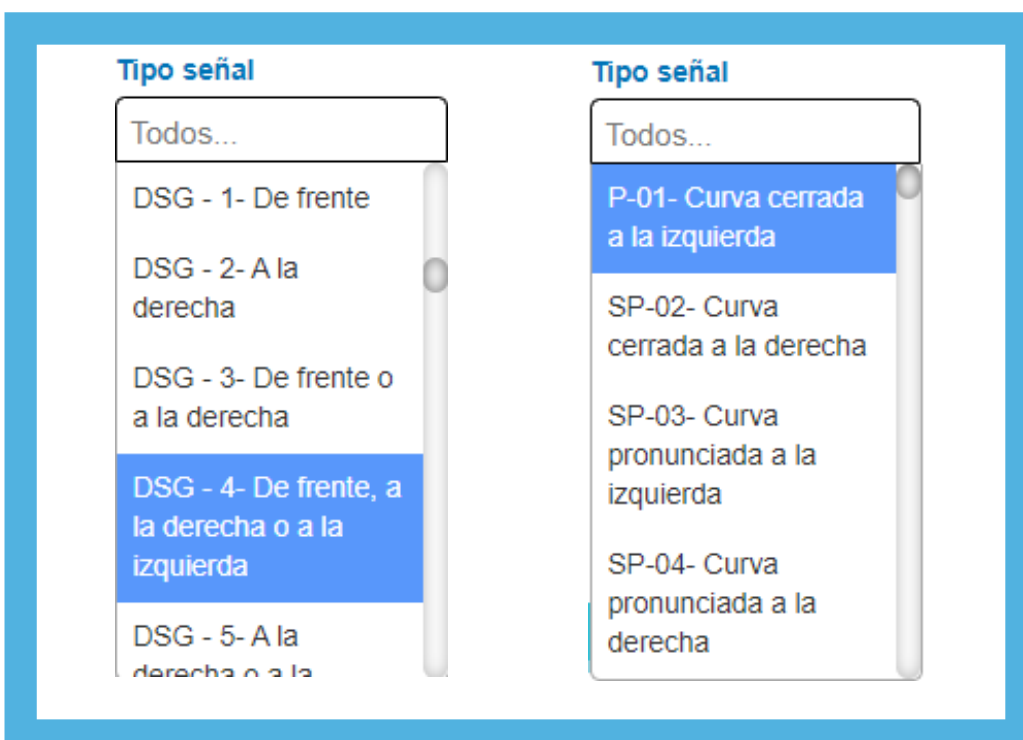 Tipo señal
Todos...
DSG - 1- De frente
DSG - 2- A la
derecha
DSG - 3- De frente o
a la derecha
DSG - 4- De frente, a
la derecha o a la
izquierda
DSG - 5- A la
derecha o a la
Tipo señal
Todos...
P-01- Curva cerrada
a la izquierda
SP-02- Curva
cerrada a la derecha
SP-03- Curva
pronunciada a la
izquierda
SP-04- Curva
pronunciada a la
derecha